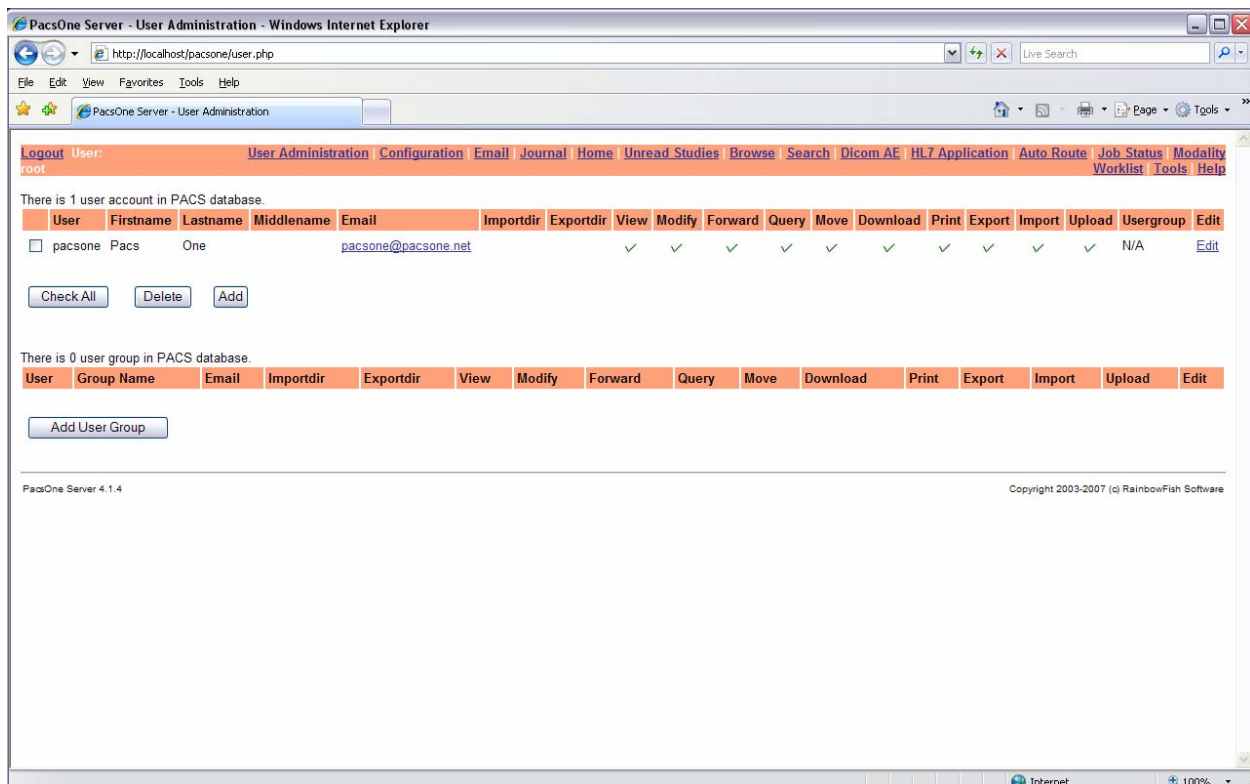 PacsOne Server - User Administration - Windows Internet Explorer
http://localhost/pacsone/user.php
Live Search
File Edit View Favorites Tools Help
PacsOne Server - User Administration
Page Tools »
Logout User: User Administration | Configuration | Email | Journal | Home | Unread Studies | Browse | Search | Dicom AE | HL7 Application | Auto Route | Job Status | Modality
root Worklist | Tools | Help
There is 1 user account in PACS database.
User Firstname Lastname Middlename Email Importdir Exportdir View Modify Forward Query Move Download Print Export Import Upload Usergroup Edit
pacsone Pacs One pacsone@pacsone.net N/A Edit
Check All Delete Add
There is 0 user group in PACS database.
User Group Name Email Importdir Exportdir View Modify Forward Query Move Download Print Export Import Upload Edit
Add User Group
PacsOne Server 4.1.4 Copyright 2003-2007 (c) RainbowFish Software
Internet 100%